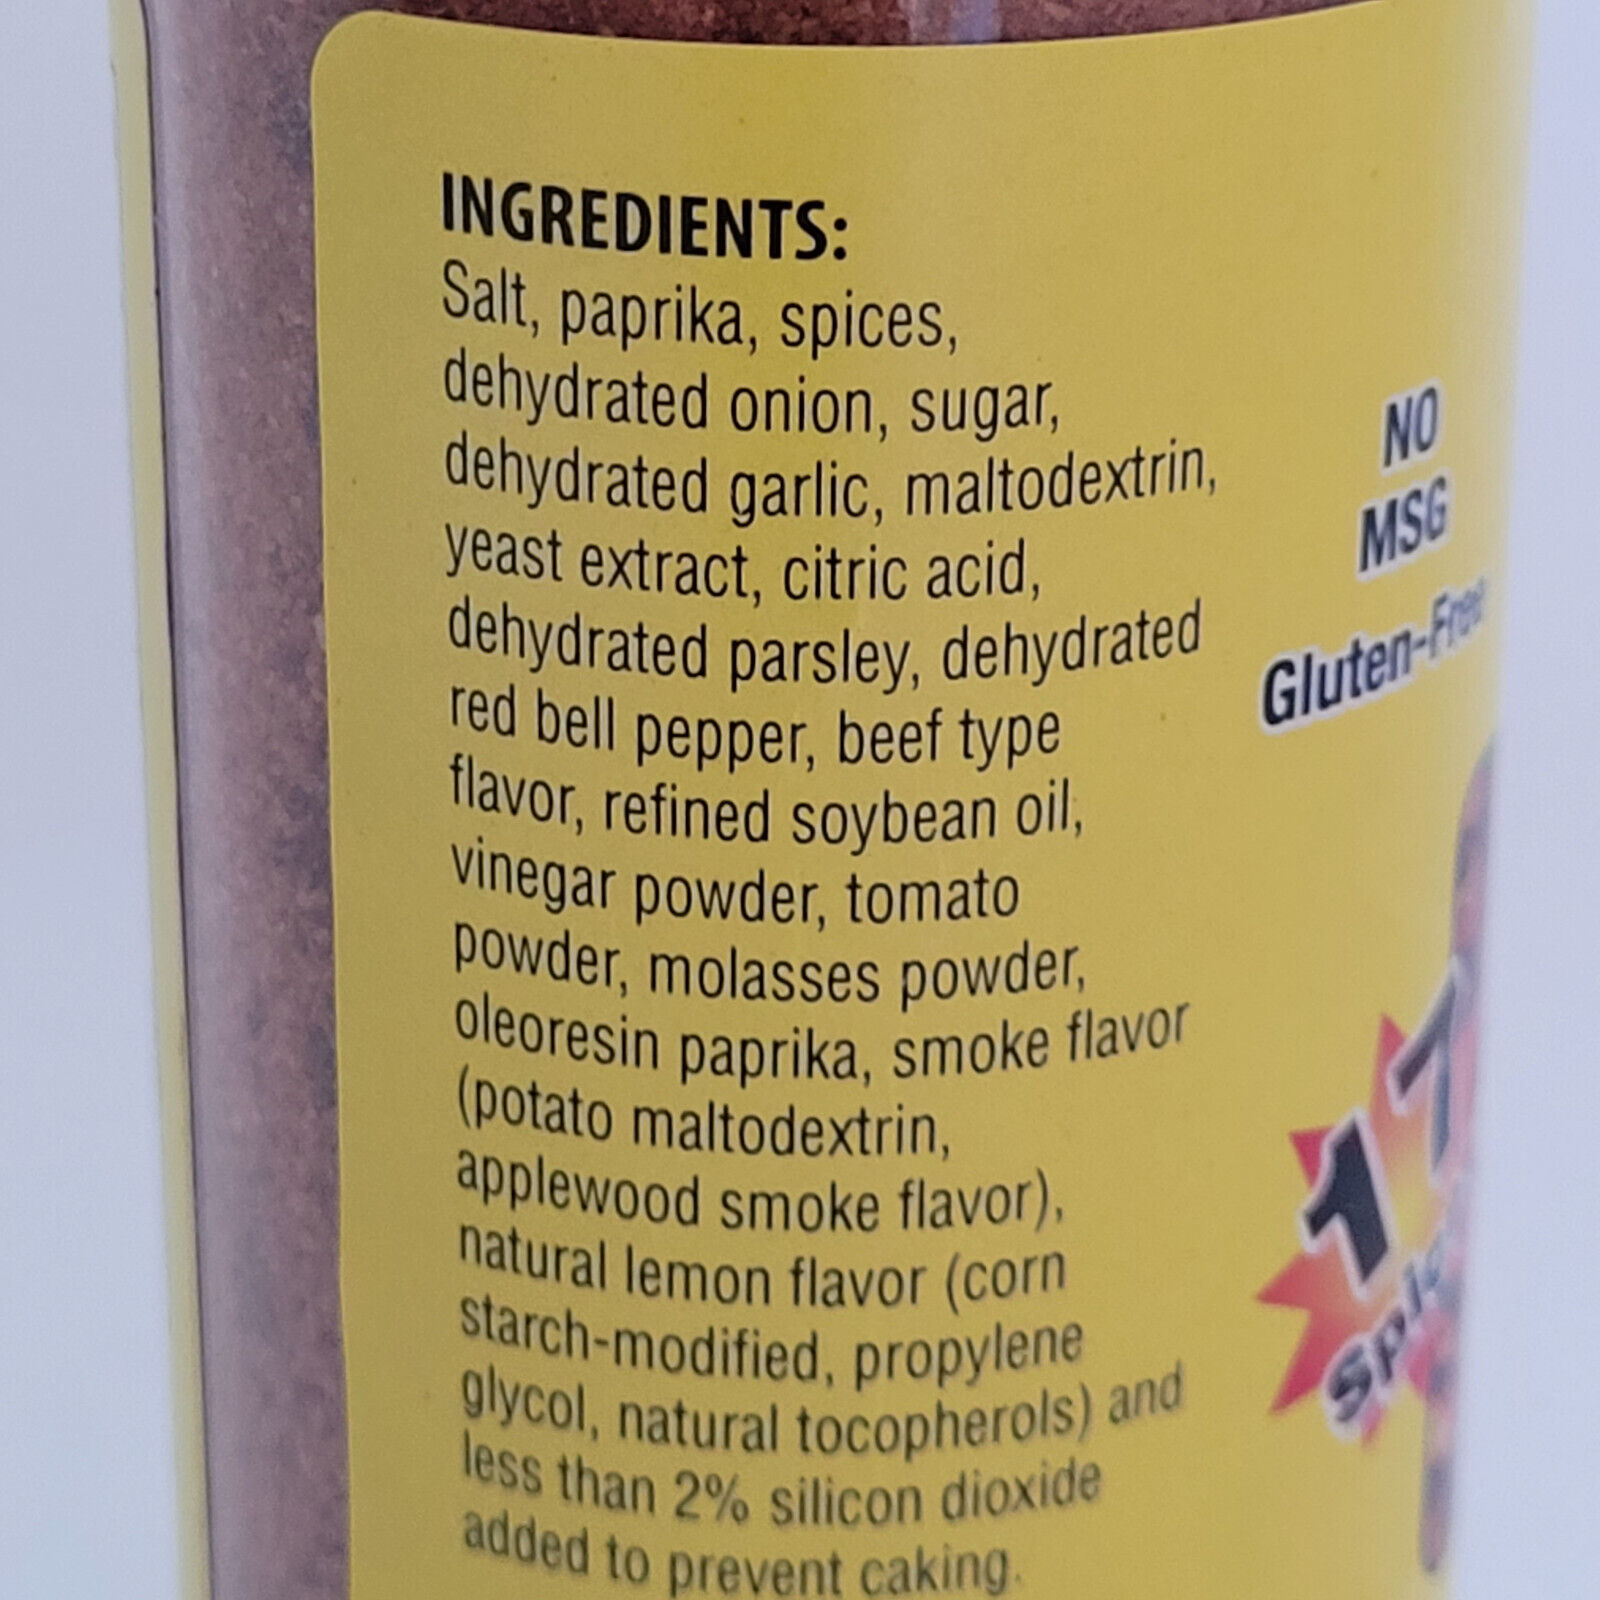 INGREDIENTS:
Salt, paprika, spices,
dehydrated onion, sugar,
dehydrated garlic, maltodextrin,
yeast extract, citric acid,
dehydrated parsley, dehydrated
red bell pepper, beef type
flavor, refined soybean oil,
vinegar powder, tomato
powder, molasses powder,
oleoresin paprika, smoke flavor
(potato maltodextrin,
applewood smoke flavor),
natural lemon flavor (corn
starch-modified, propylene
glycol, natural tocopherols) and
less than 2% silicon dioxide
added to prevent caking.
NO
MSG
Gluten-Free
17